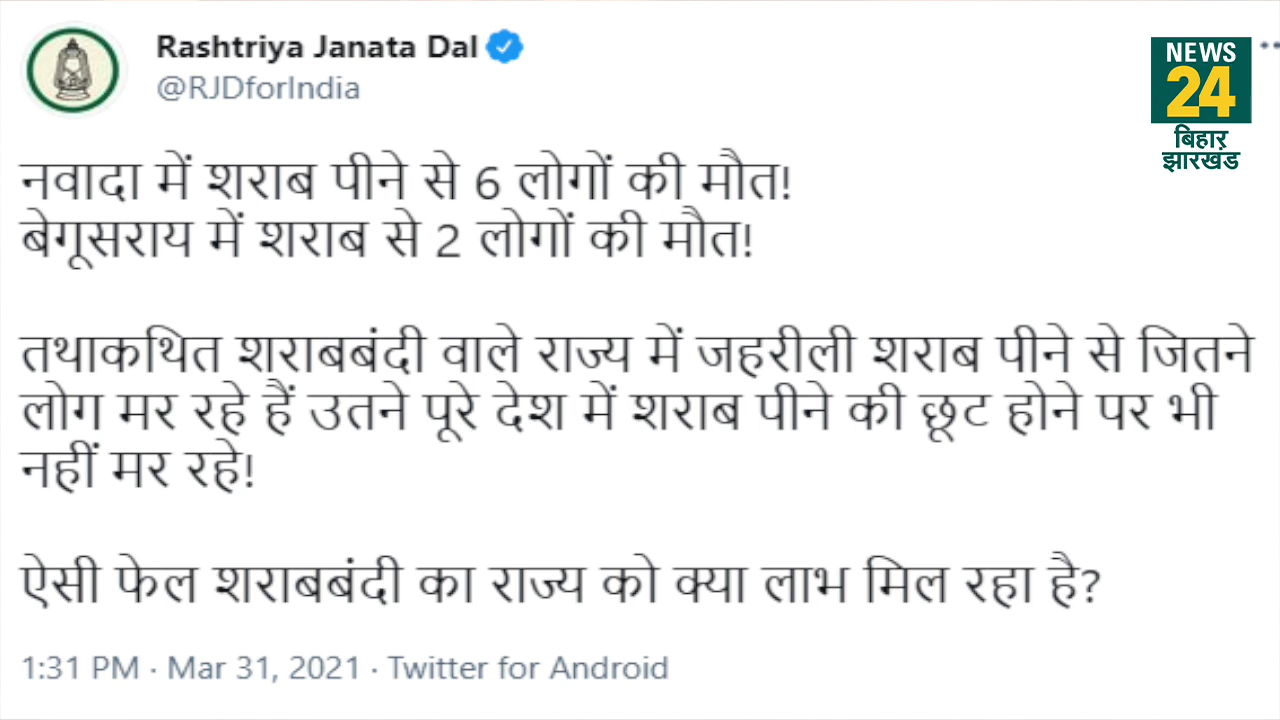 Rashtriya Janata Dal
@RJDforIndia
NEWS
24
बिहार
झारखंड
नवादा में शराब पीने से 6 लोगों की मौत!
बेगूसराय में शराब से 2 लोगों की मौत!
तथाकथित शराबबंदी वाले राज्य में जहरीली शराब पीने से जितने
लोग मर रहे हैं उतने पूरे देश में शराब पीने की छूट होने पर भी
नहीं मर रहे!
ऐसी फेल शराबबंदी का राज्य को क्या लाभ मिल रहा है?
1:31 PM · Mar 31, 2021 · Twitter for Android